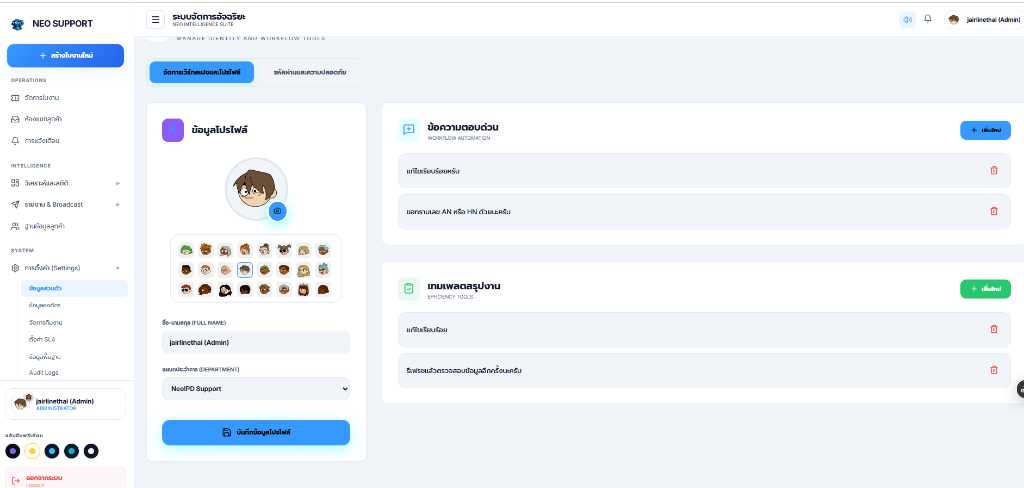 NEO SUPPORT
สร้างใบงานใหม่
OPERATIONS
จัดการใบงาน
ห้องแชทลูกค้า
การแจ้งเตือน
INTELLIGENCE
วิเคราะห์และสถิติ
รายงาน & Broadcast
ฐานข้อมูลลูกค้า
SYSTEM
การตั้งค่า (Settings)
ข้อมูลส่วนตัว
ข้อมูลองค์กร
จัดการทีมงาน
ตั้งค่า SLA
ข้อมูลพื้นฐาน
Audit Logs
jairlinethai (Admin)
ADMINISTRATOR
ออกจากระบบ
LOGOUT
ระบบจัดการอัจฉริยะ
NEO INTELLIGENCE SUITE
jairlinethai (Admin)
MANAGE IDENTITY AND WORKFLOW TOOLS
จัดการเวิร์กสเปซและโปรไฟล์
รหัสผ่านและความปลอดภัย
ข้อมูลโปรไฟล์
ชื่อ-นามสกุล (FULL NAME)
jairlinethai (Admin)
แผนกประจำการ (DEPARTMENT)
NeoIPD Support
บันทึกข้อมูลโปรไฟล์
ข้อความตอบด่วน
WORKFLOW AUTOMATION
เพิ่มใหม่
แก้ไขเรียบร้อยครับ
ขอทราบเลข AN หรือ HN ด้วยนะครับ
เทมเพลตสรุปงาน
EFFICIENCY TOOLS
เพิ่มใหม่
แก้ไขเรียบร้อย
รีเฟรชแล้วตรวจสอบข้อมูลอีกครั้งนะครับ